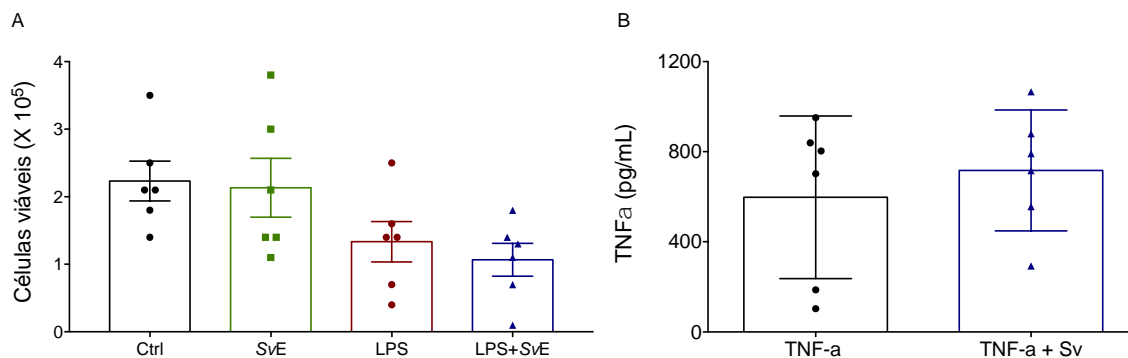 A
Células viáveis (X 10⁵)
4
3
2
1
0
Ctrl SvE LPS LPS+SvE
B
TNFa (pg/mL)
1200
800
400
0
TNF-a TNF-a + Sv